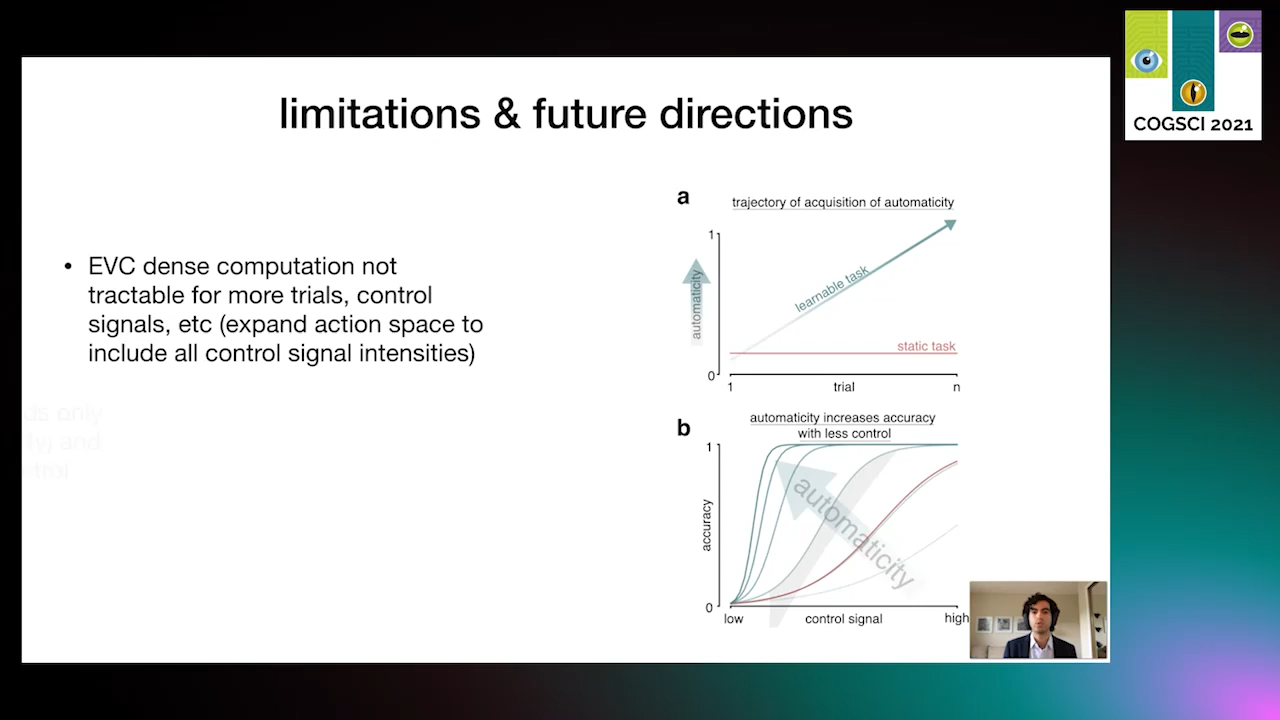 COGSCI 2021
limitations & future directions
• EVC dense computation not
tractable for more trials, control
signals, etc (expand action space to
include all control signal intensities)
only
and
a
trajectory of acquisition of automaticity
1
automaticity
learnable task
static task
0
1
trial
n
b
automaticity increases accuracy
with less control
1
accuracy
automaticity
0
low
control signal
high